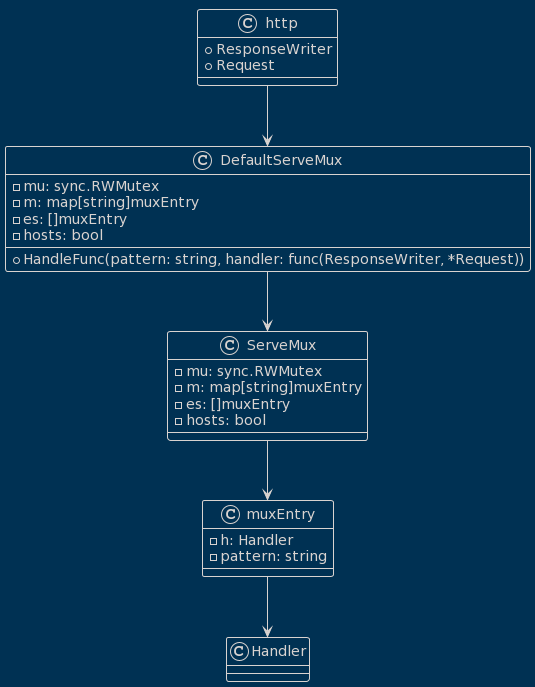 C http
ResponseWriter
Request
C DefaultServeMux
mu: sync.RWMutex
m: map[string]muxEntry
es: []muxEntry
hosts: bool
HandleFunc(pattern: string, handler: func(ResponseWriter, *Request))
C ServeMux
mu: sync.RWMutex
m: map[string]muxEntry
es: []muxEntry
hosts: bool
C muxEntry
h: Handler
pattern: string
C Handler